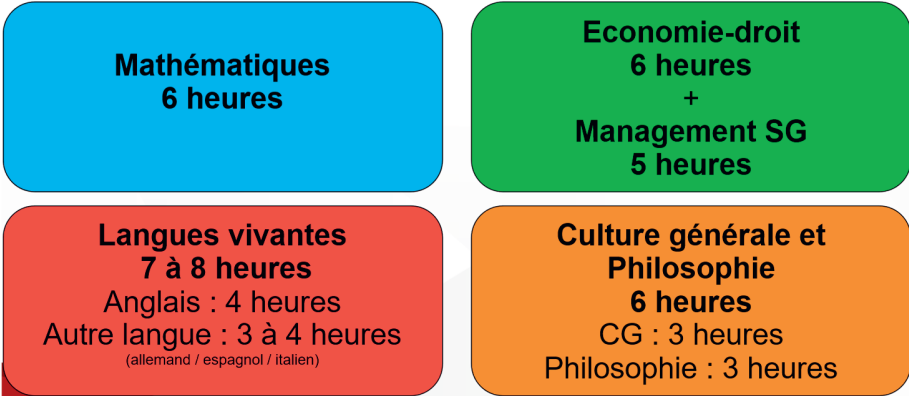 Mathématiques
6 heures
Economie-droit
6 heures
+
Management SG
5 heures
Langues vivantes
7 à 8 heures
Anglais : 4 heures
Autre langue : 3 à 4 heures
(allemand / espagnol / italien)
Culture générale et
Philosophie
6 heures
CG : 3 heures
Philosophie : 3 heures